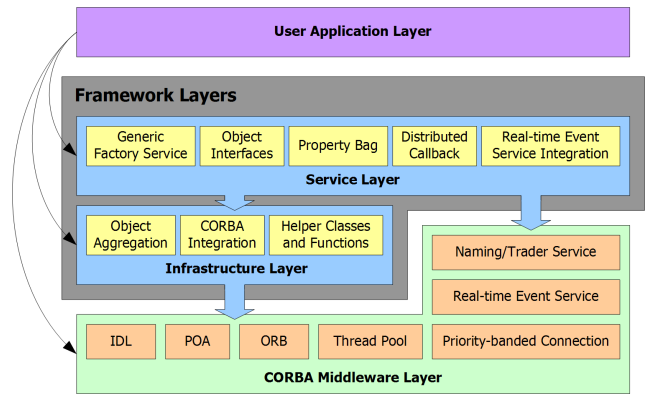 User Application Layer
Framework Layers
Generic
Factory Service
Object
Interfaces
Property Bag
Distributed
Callback
Real-time Event
Service Integration
Service Layer
Object
Aggregation
CORBA
Integration
Helper Classes
and Functions
Infrastructure Layer
Naming/Trader Service
Real-time Event Service
IDL
POA
ORB
Thread Pool
Priority-banded Connection
CORBA Middleware Layer